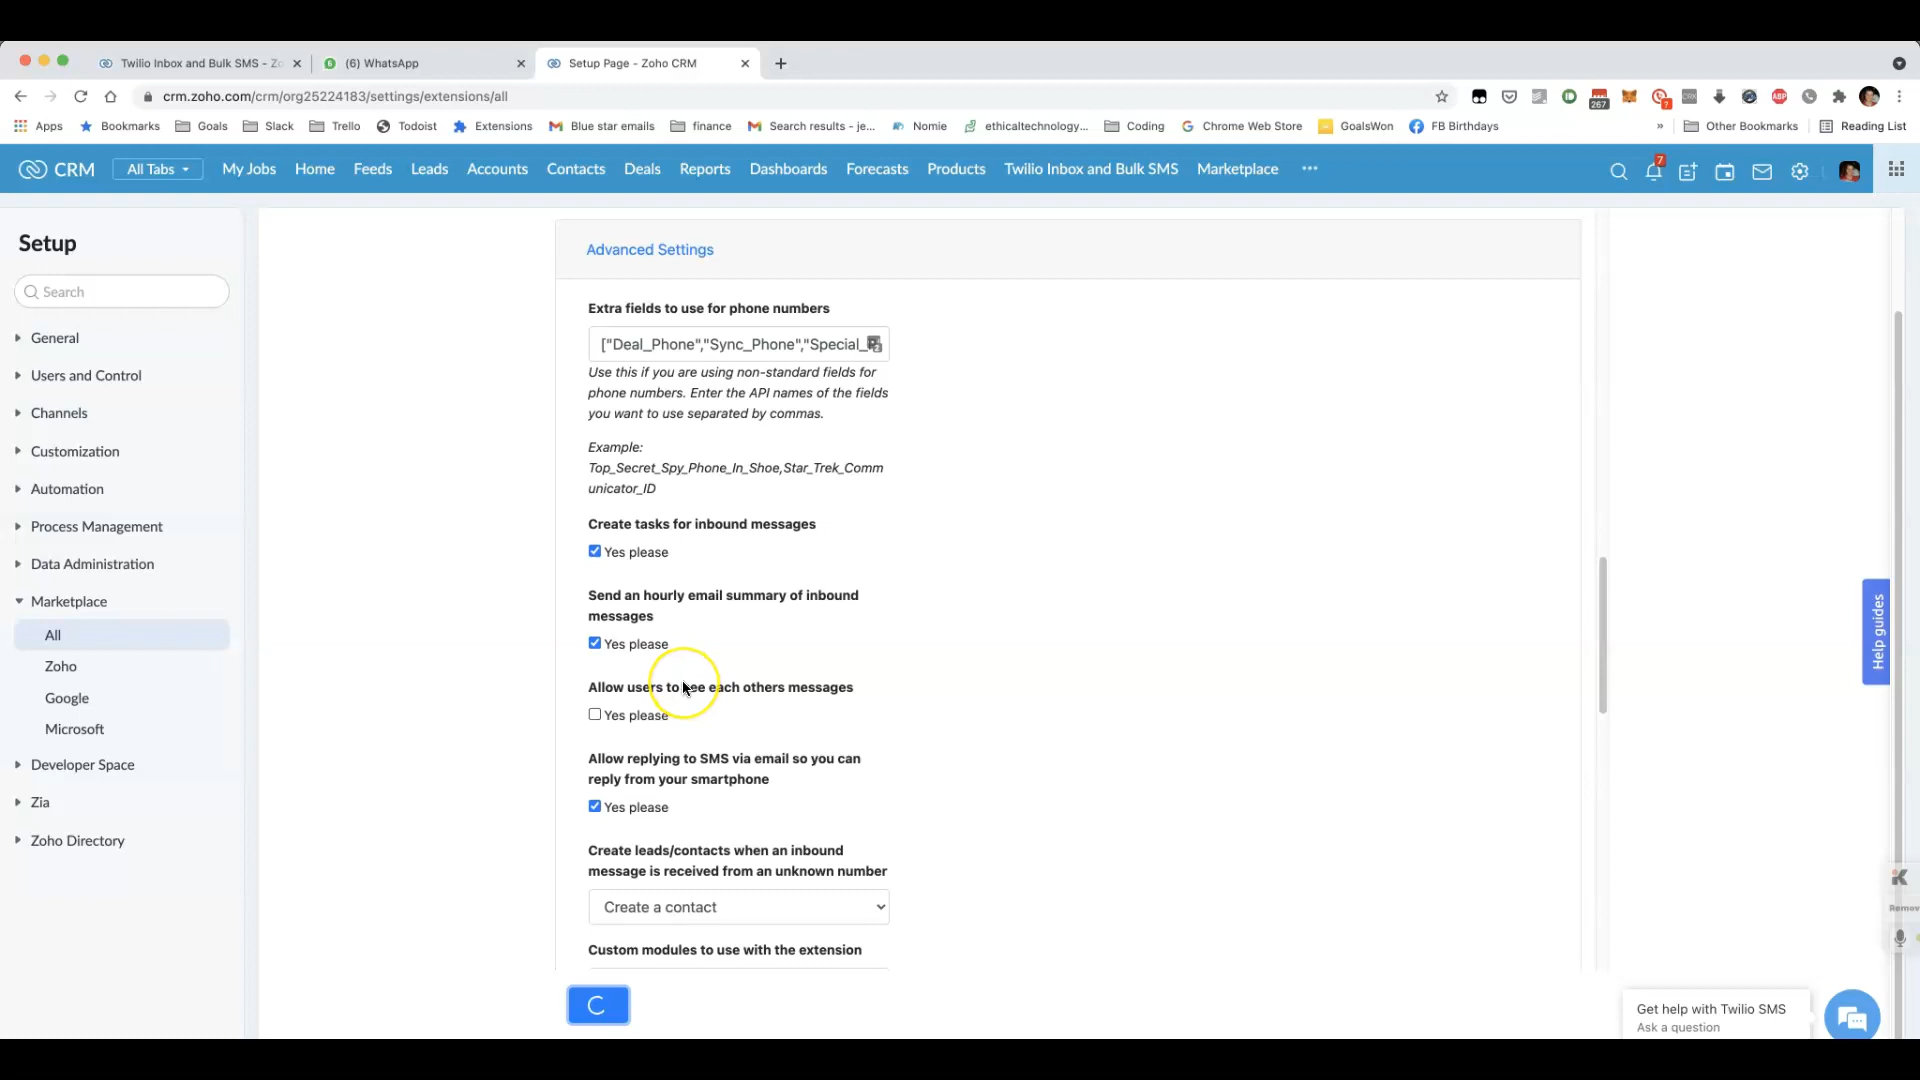 Twilio Inbox and Bulk SMS - Zo
(6) WhatsApp
Setup Page - Zoho CRM
crm.zoho.com/crm/org25224183/settings/extensions/all
267
7
ABP
Apps
Bookmarks
Goals
Slack
Trello
Todoist
Extensions
Blue star emails
finance
Search results - je...
Nomie
ethicaltechnology...
Coding
Chrome Web Store
GoalsWon
FB Birthdays
»
Other Bookmarks
Reading List
CRM
All Tabs
My Jobs
Home
Feeds
Leads
Accounts
Contacts
Deals
Reports
Dashboards
Forecasts
Products
Twilio Inbox and Bulk SMS
Marketplace
...
7
Setup
Search
General
Users and Control
Channels
Customization
Automation
Process Management
Data Administration
Marketplace
All
Zoho
Google
Microsoft
Developer Space
Zia
Zoho Directory
Advanced Settings
Extra fields to use for phone numbers
["Deal_Phone","Sync_Phone","Special_
Use this if you are using non-standard fields for
phone numbers. Enter the API names of the fields
you want to use separated by commas.
Example:
Top_Secret_Spy_Phone_In_Shoe,Star_Trek_Comm
unicator_ID
Create tasks for inbound messages
Yes please
Send an hourly email summary of inbound
messages
Yes please
Allow users to see each others messages
Yes please
Allow replying to SMS via email so you can
reply from your smartphone
Yes please
Create leads/contacts when an inbound
message is received from an unknown number
Create a contact
Custom modules to use with the extension
Help guides
Remov
Get help with Twilio SMS
Ask a question